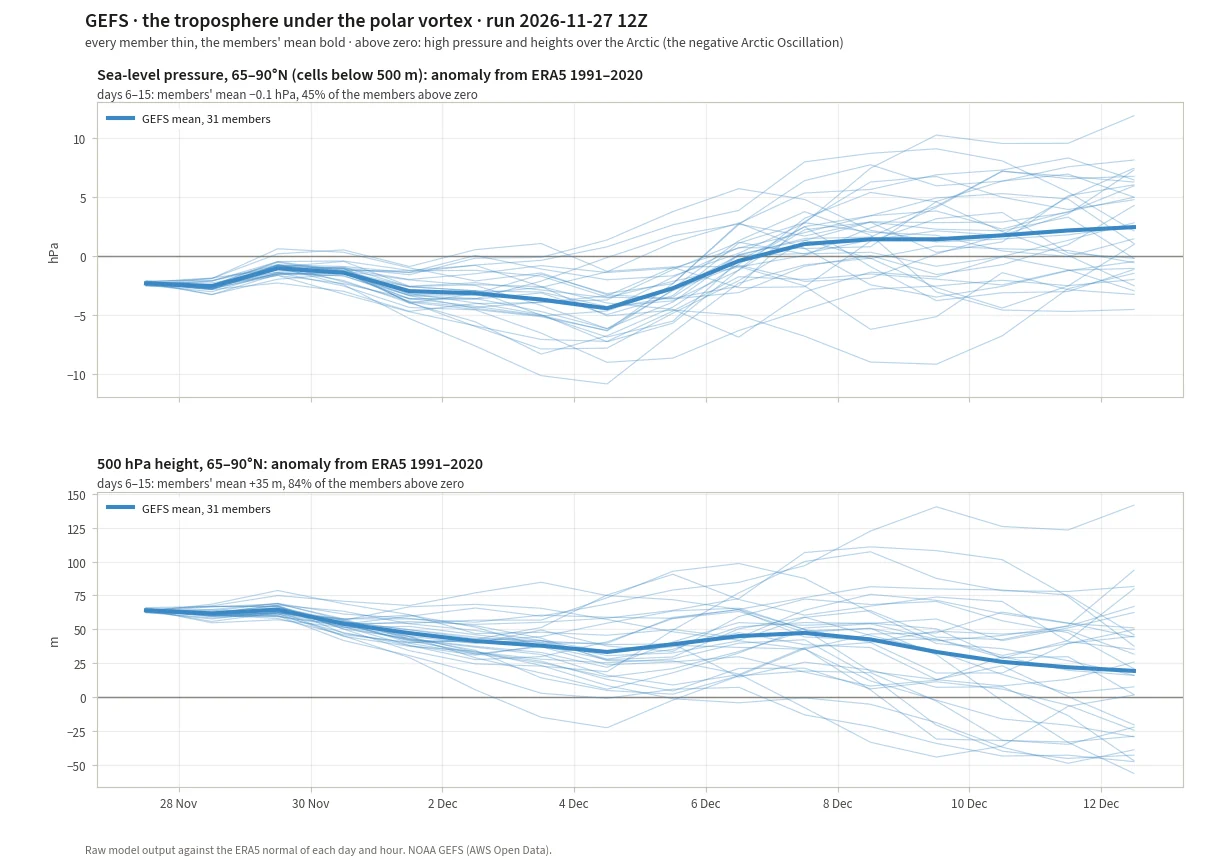 GEFS · the troposphere under the polar vortex · run 2026-11-27 12Z
every member thin, the members' mean bold · above zero: high pressure and heights over the Arctic (the negative Arctic Oscillation)
Sea-level pressure, 65–90°N (cells below 500 m): anomaly from ERA5 1991–2020
days 6–15: members' mean −0.1 hPa, 45% of the members above zero
GEFS mean, 31 members
10
5
0
−5
−10
hPa
500 hPa height, 65–90°N: anomaly from ERA5 1991–2020
days 6–15: members' mean +35 m, 84% of the members above zero
GEFS mean, 31 members
150
125
100
75
50
25
0
−50
m
28 Nov
30 Nov
2 Dec
4 Dec
6 Dec
8 Dec
10 Dec
12 Dec
Raw model output against the ERA5 normal of each day and hour. NOAA GEFS (AWS Open Data).